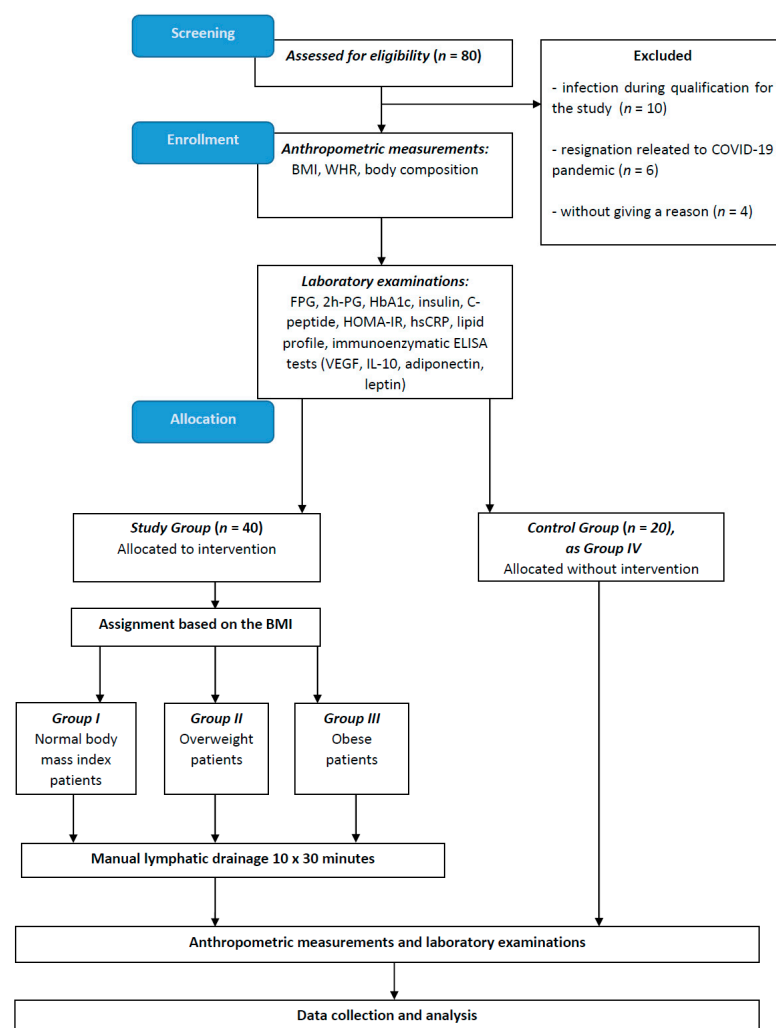 Screening
Assessed for eligibility (n = 80)
Excluded
- infection during qualification for
the study (n = 10)
- resignation releated to COVID-19
pandemic (n = 6)
- without giving a reason (n = 4)
Enrollment
Anthropometric measurements:
BMI, WHR, body composition
Laboratory examinations:
FPG, 2h-PG, HbA1c, insulin, C-
peptide, HOMA-IR, hsCRP, lipid
profile, immunoenzymatic ELISA
tests (VEGF, IL-10, adiponectin,
leptin)
Allocation
Study Group (n = 40)
Allocated to intervention
Control Group (n = 20),
as Group IV
Allocated without intervention
Assignment based on the BMI
Group I
Normal body
mass index
patients
Group II
Overweight
patients
Group III
Obese
patients
Manual lymphatic drainage 10 x 30 minutes
Anthropometric measurements and laboratory examinations
Data collection and analysis